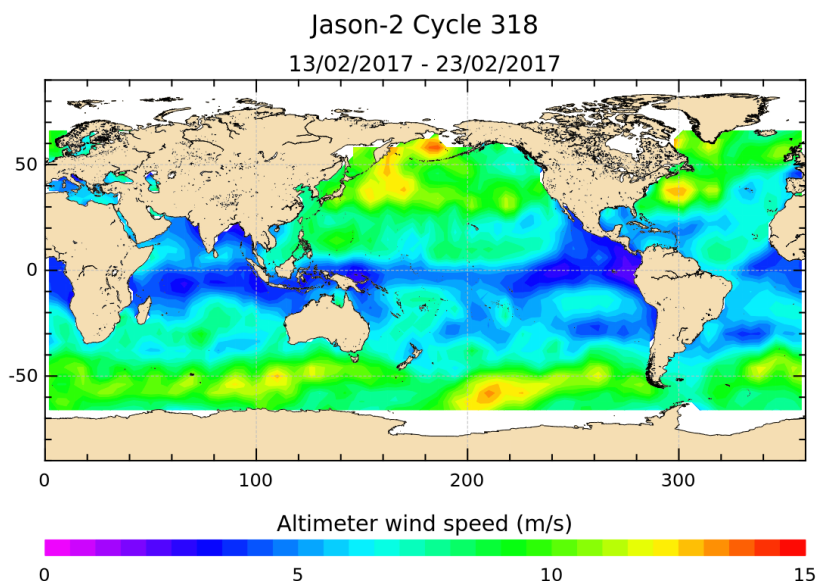 Jason-2 Cycle 318
13/02/2017 - 23/02/2017
50
0
-50
0 100 200 300
Altimeter wind speed (m/s)
0 5 10 15